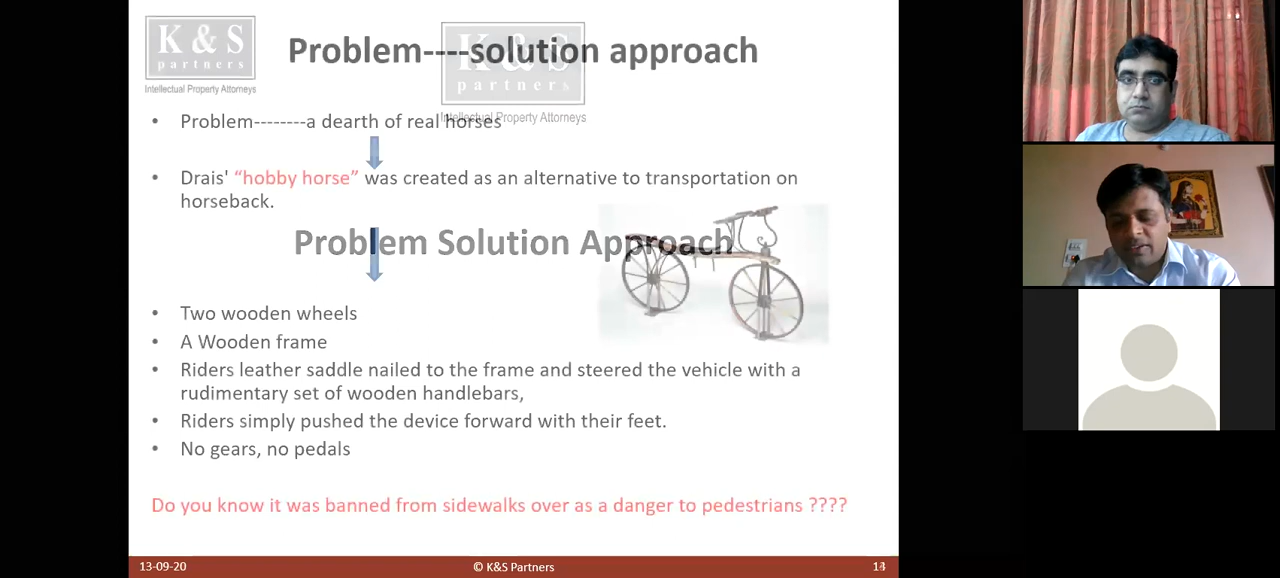 K & S
partners
Intellectual Property Attorneys
Problem----solution approach
K & S
partners
Intellectual Property Attorneys
• Problem--------a dearth of real horses
• Drais' “hobby horse” was created as an alternative to transportation on
horseback.
Problem Solution Approach
• Two wooden wheels
• A Wooden frame
• Riders leather saddle nailed to the frame and steered the vehicle with a
rudimentary set of wooden handlebars,
• Riders simply pushed the device forward with their feet.
• No gears, no pedals
Do you know it was banned from sidewalks over as a danger to pedestrians ????
13-09-20
© K&S Partners